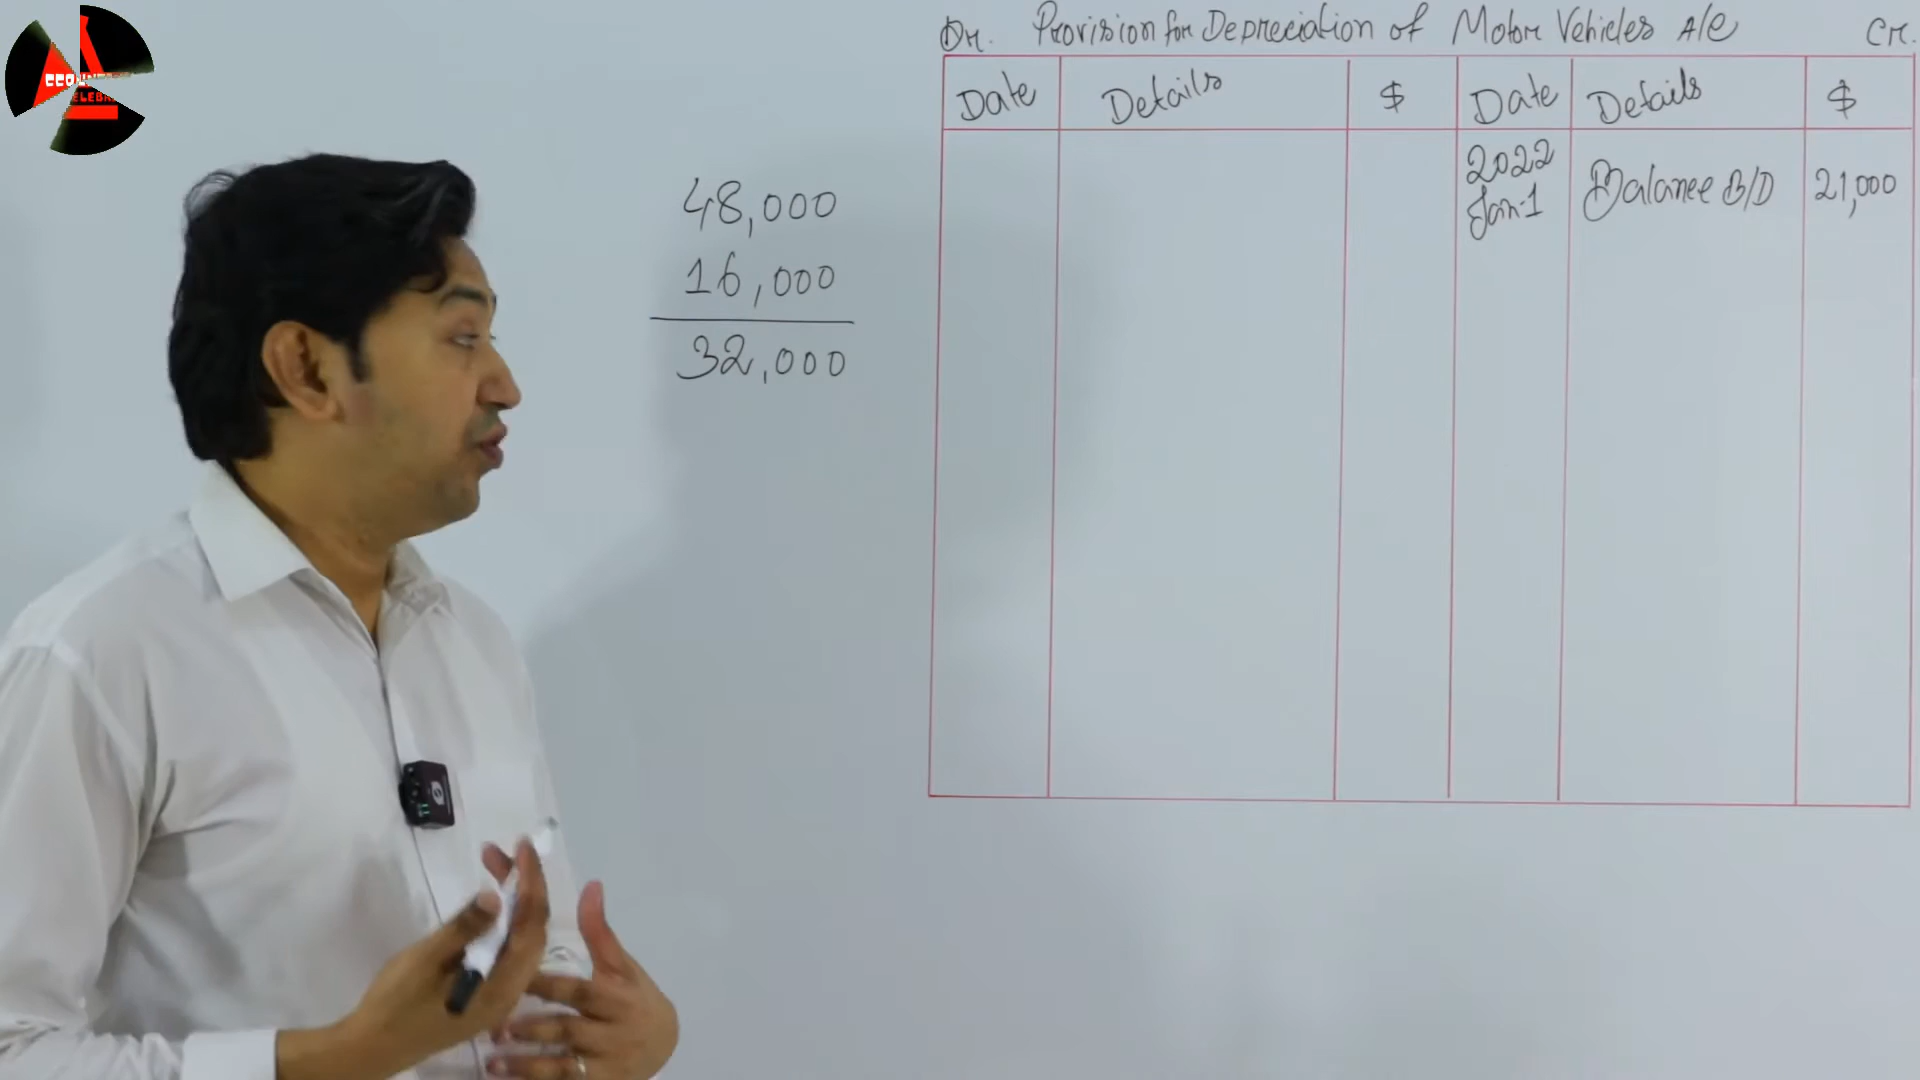 Dr. Provision for Depreciation of Motor Vehicles A/C Cr.
Date Details $ Date Details $
2022
Jan-1 Balance B/D 21,000
48,000
16,000
32,000